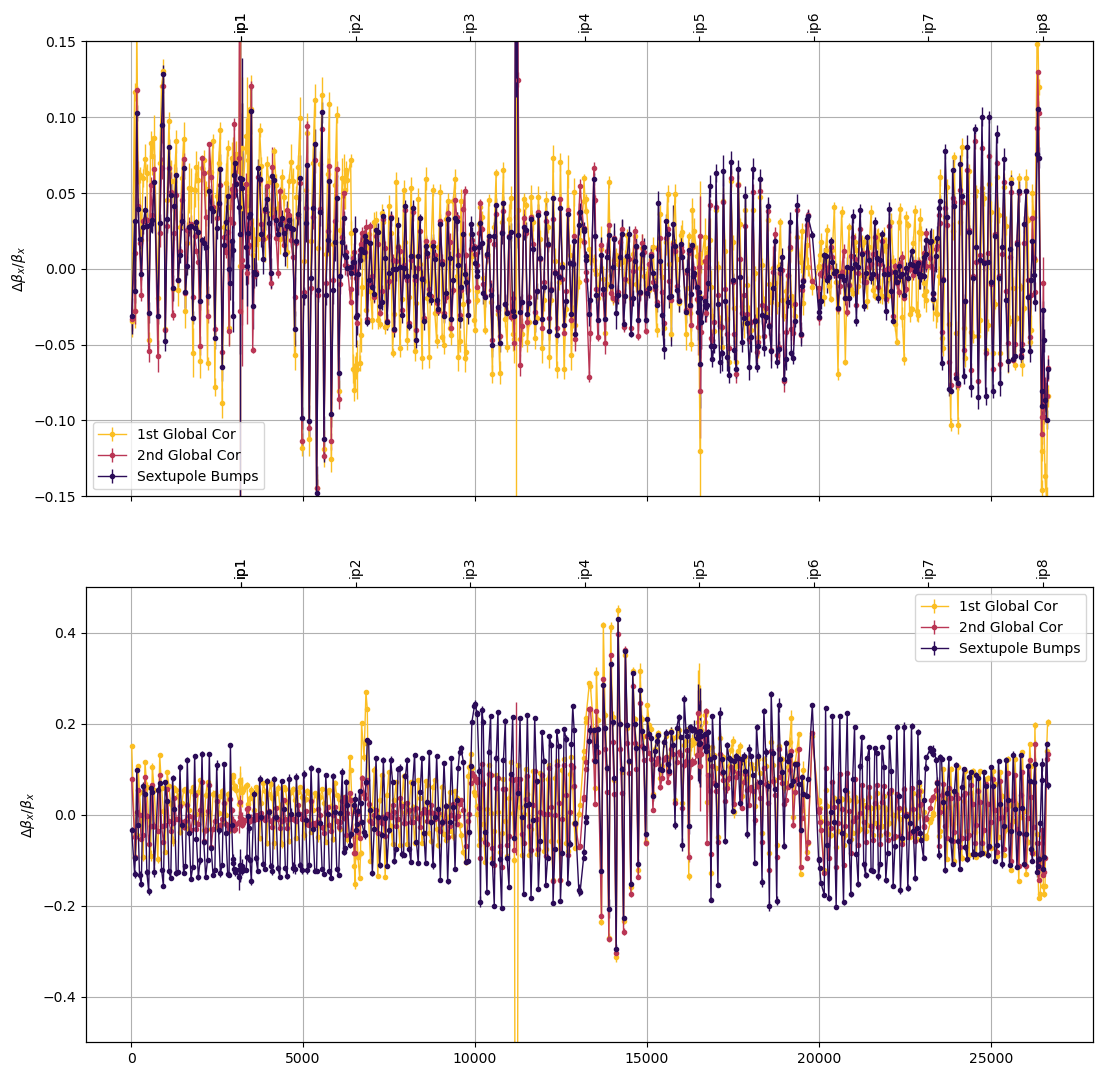 ip1 ip2 ip3 ip4 ip5 ip6 ip7 ip8
0.15
0.10
0.05
0.00
−0.05
−0.10
−0.15
Δβx/βx
1st Global Cor
2nd Global Cor
Sextupole Bumps
ip1 ip2 ip3 ip4 ip5 ip6 ip7 ip8
0.4
0.2
0.0
−0.2
−0.4
Δβx/βx
1st Global Cor
2nd Global Cor
Sextupole Bumps
0 5000 10000 15000 20000 25000